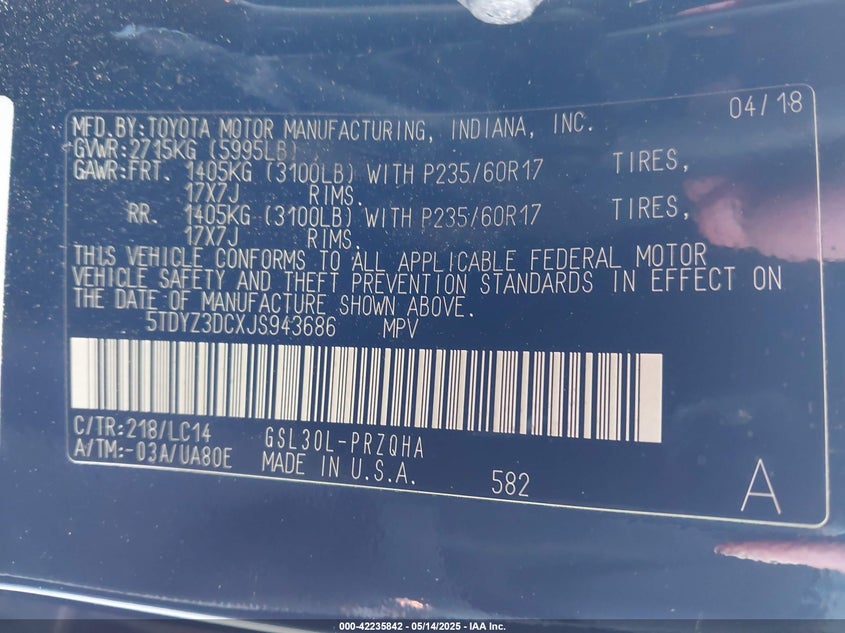 04/18
MFD.BY:TOYOTA MOTOR MANUFACTURING, INDIANA, INC.
GVWR:2715KG (5995LB)
GAWR:FRT. 1405KG (3100LB) WITH P235/60R17 TIRES,
17X7J RIMS.
RR. 1405KG (3100LB) WITH P235/60R17 TIRES,
17X7J RIMS.
THIS VEHICLE CONFORMS TO ALL APPLICABLE FEDERAL MOTOR
VEHICLE SAFETY AND THEFT PREVENTION STANDARDS IN EFFECT ON
THE DATE OF MANUFACTURE SHOWN ABOVE.
5TDYZ3DCXJS943686 MPV
C/TR:218/LC14 GSL30L-PRZQHA
A/TM:-03A/UA80E MADE IN U.S.A. 582 A
000-42235842 - 05/14/2025 - IAA Inc.